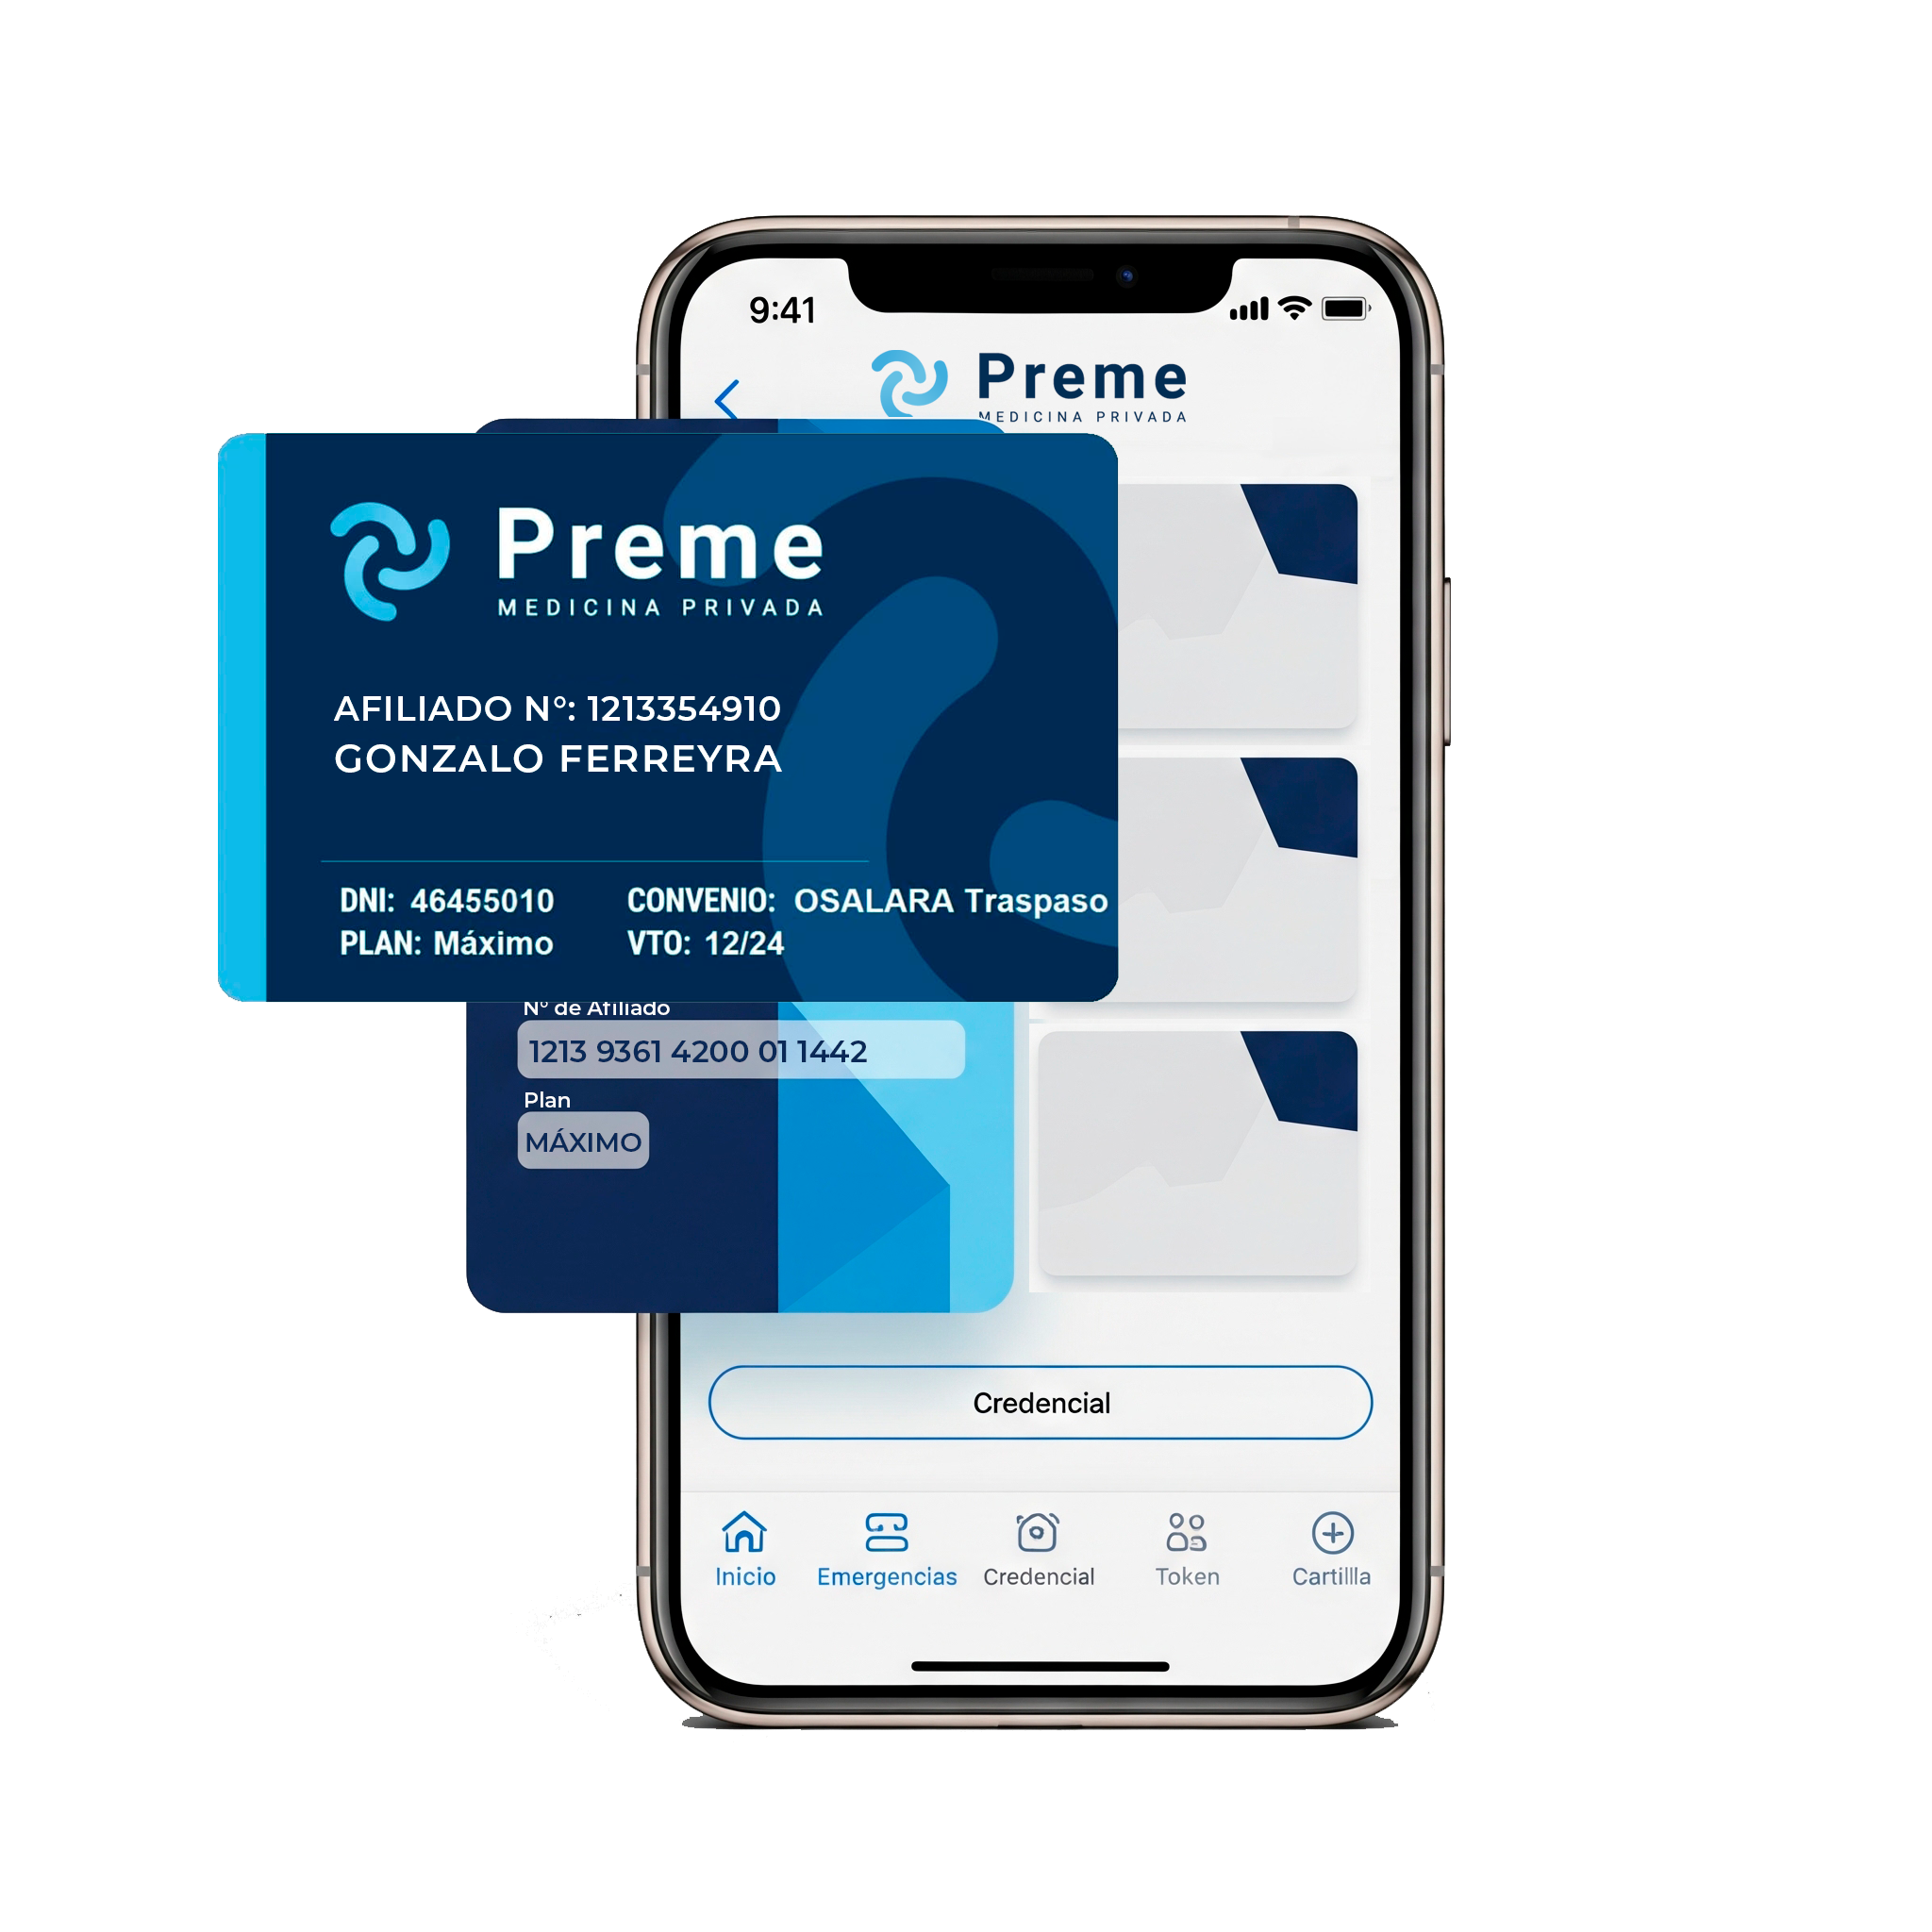 9:41
Preme
MEDICINA PRIVADA
Preme
MEDICINA PRIVADA
AFILIADO N°: 1213354910
GONZALO FERREYRA
DNI: 46455010 CONVENIO: OSALARA Traspaso
PLAN: Máximo VTO: 12/24
N° de Afiliado
1213 9361 4200 01 1442
Plan
MÁXIMO
Credencial
Inicio Emergencias Credencial Token Cartillla